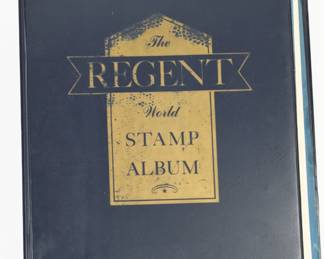 The
REGENT
World
STAMP
ALBUM